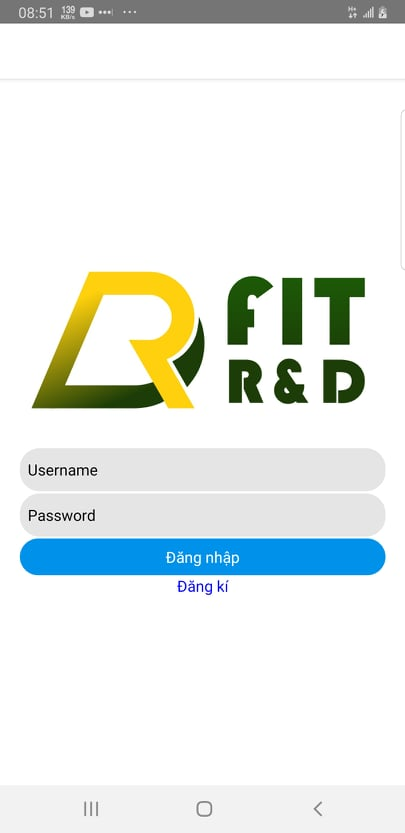 08:51 139 KB/s H+
FIT
R & D
Username
Password
Đăng nhập
Đăng kí